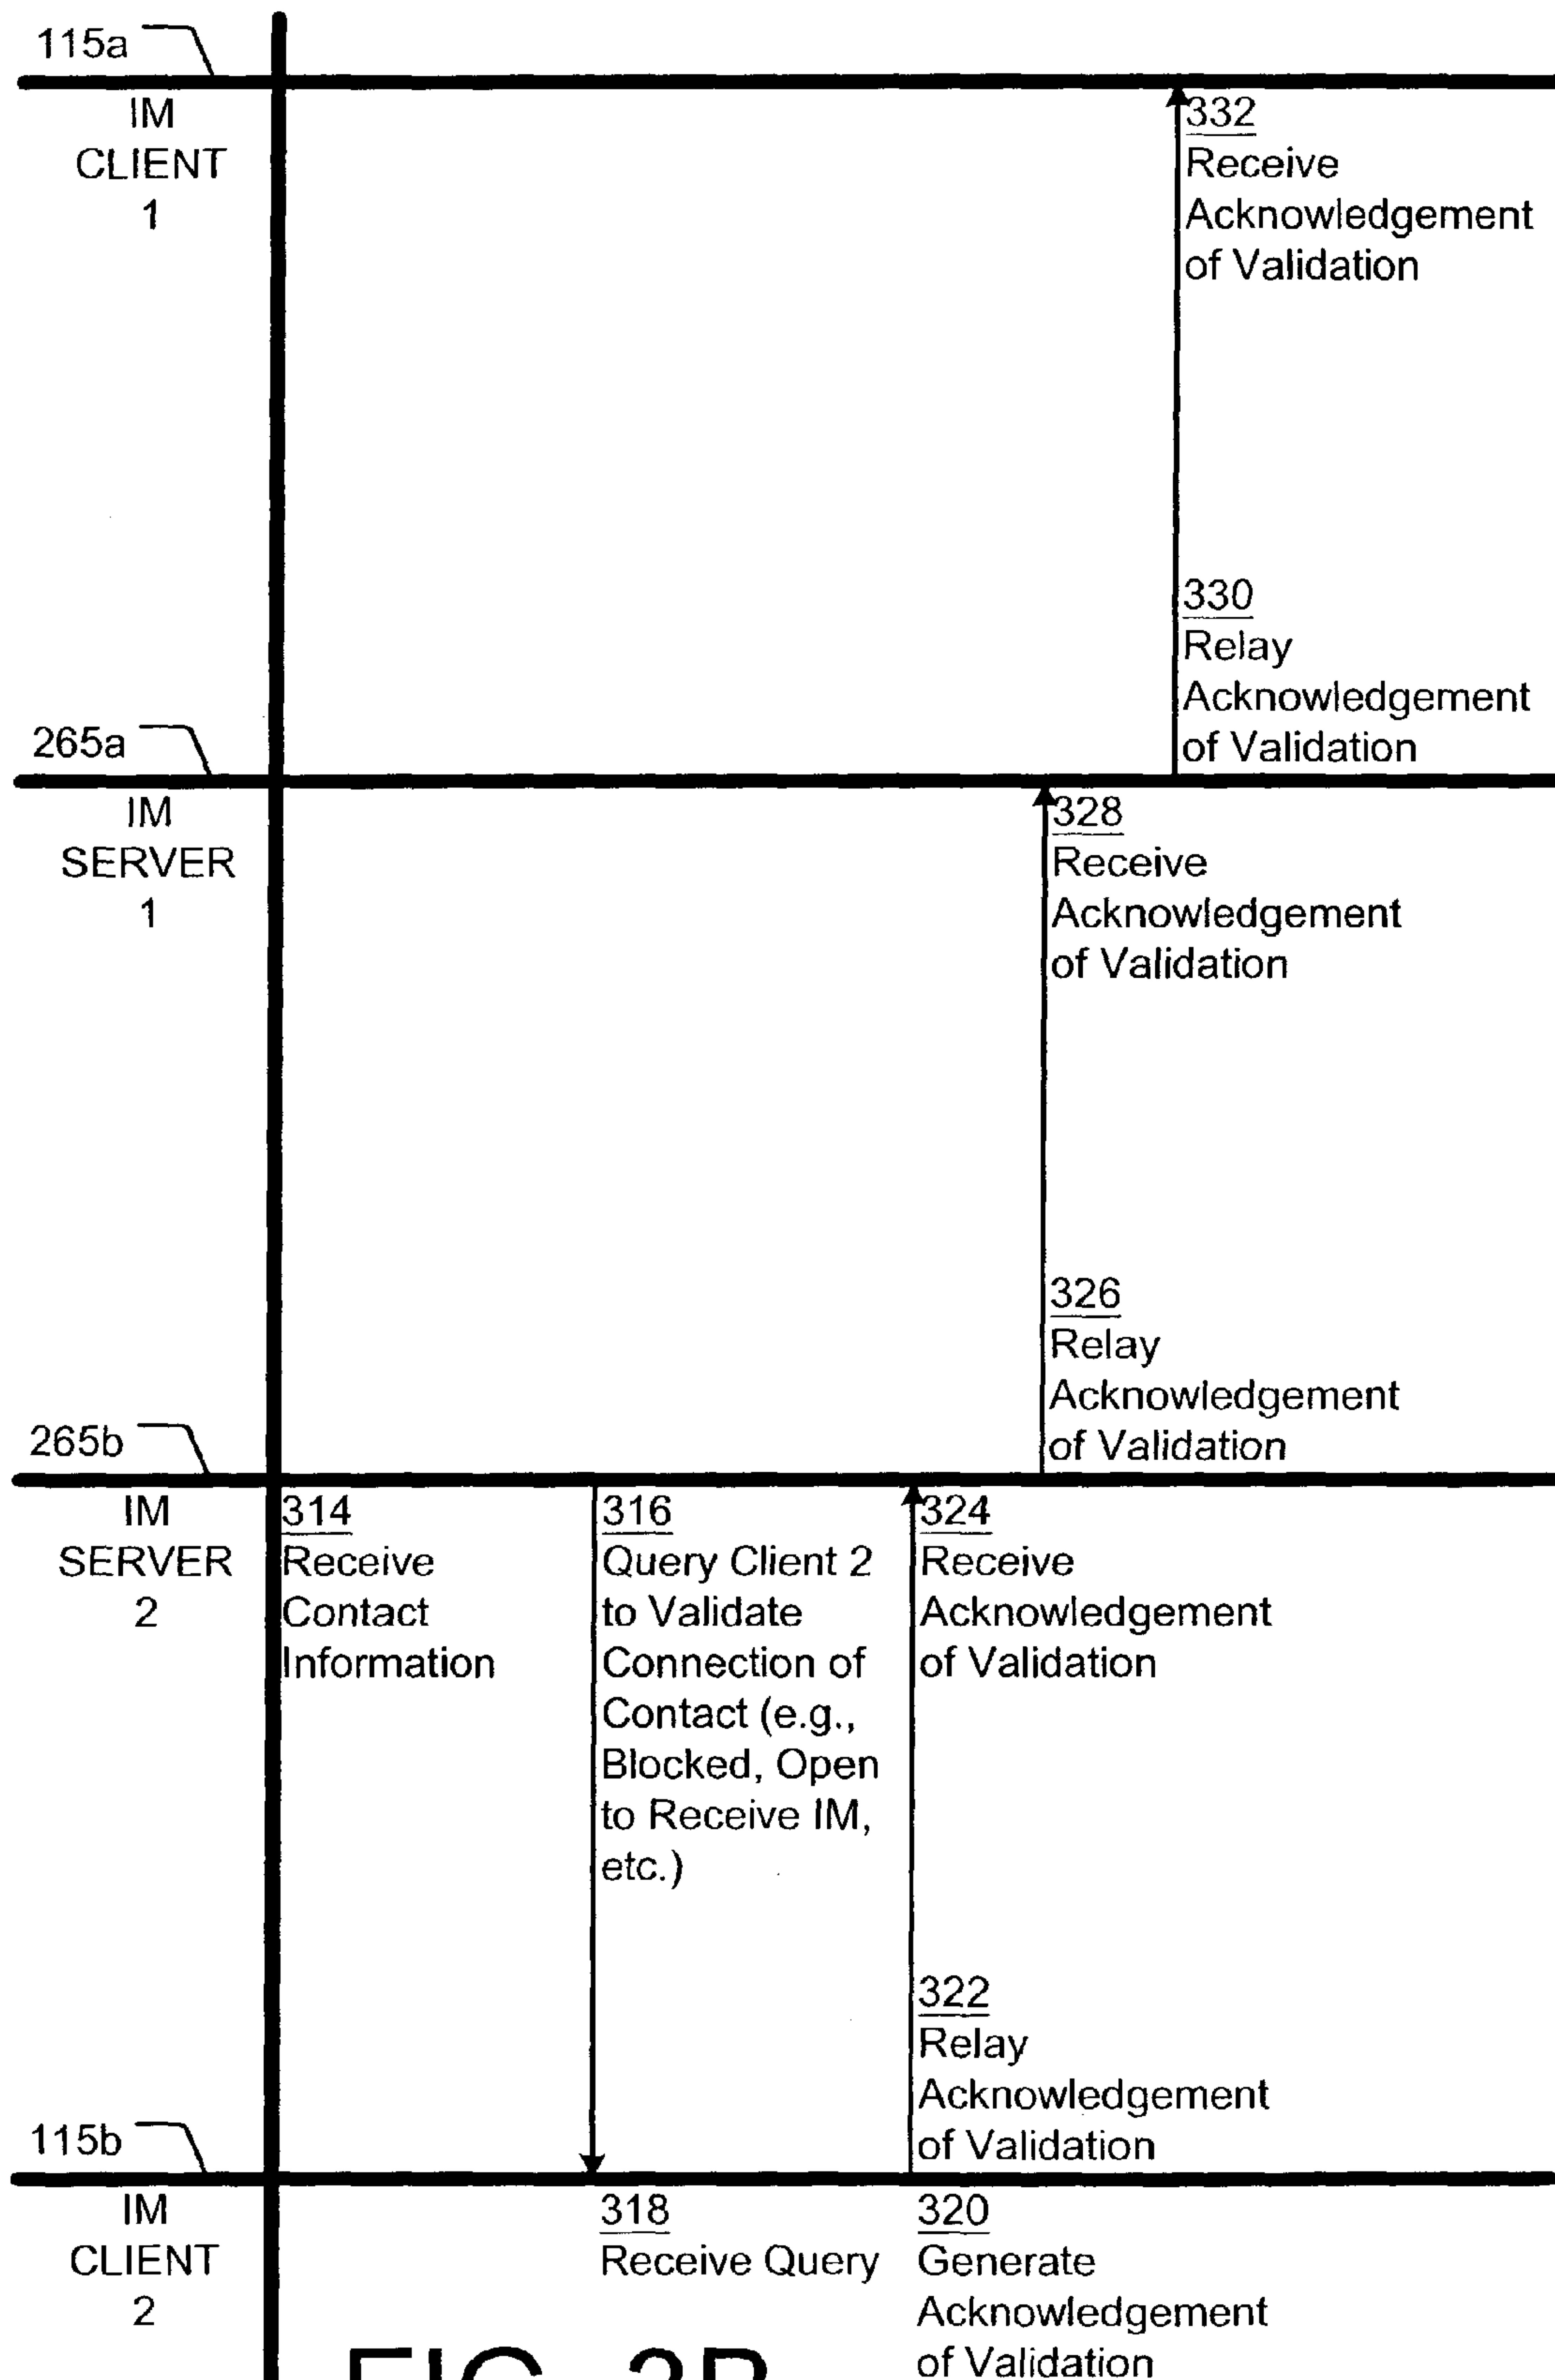 115a
IM
CLIENT
1
332
Receive
Acknowledgement
of Validation
330
Relay
Acknowledgement
of Validation
265a
IM
SERVER
1
328
Receive
Acknowledgement
of Validation
326
Relay
Acknowledgement
of Validation
265b
IM
SERVER
2
314
Receive
Contact
Information
316
Query Client 2
to Validate
Connection of
Contact (e.g.,
Blocked, Open
to Receive IM,
etc.)
324
Receive
Acknowledgement
of Validation
322
Relay
Acknowledgement
of Validation
115b
IM
CLIENT
2
318
Receive Query
320
Generate
Acknowledgement
of Validation
FIG. 3B